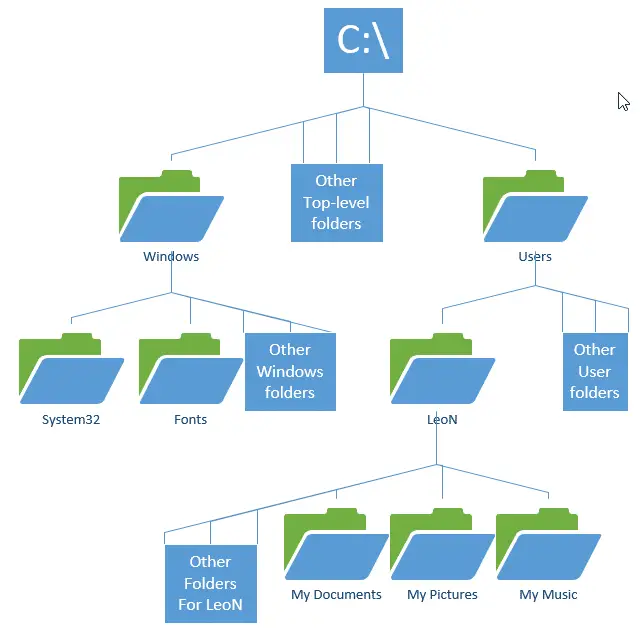 C:\
Other
Top-level
folders
Windows
Users
Other
Windows
folders
Other
User
folders
System32
Fonts
LeoN
Other
Folders
For LeoN
My Documents
My Pictures
My Music